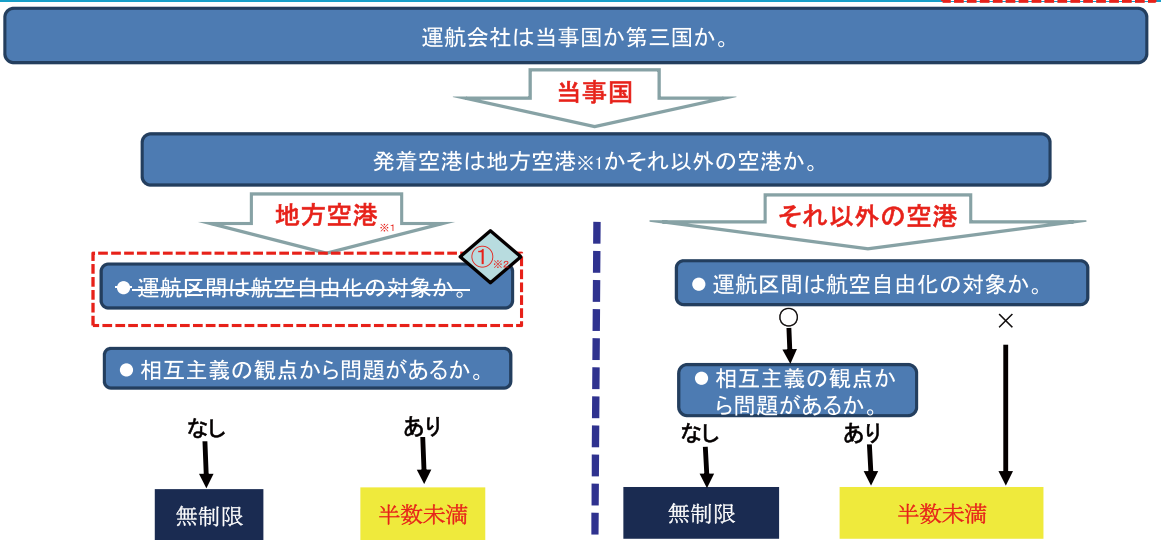 運航会社は当事国か第三国か。
当事国
発着空港は地方空港※1かそれ以外の空港か。
地方空港※1
それ以外の空港
①※2
● 運航区間は航空自由化の対象か。
● 運航区間は航空自由化の対象か。
○
×
● 相互主義の観点から問題があるか。
● 相互主義の観点か
ら問題があるか。
なし
あり
なし
あり
無制限
半数未満
無制限
半数未満